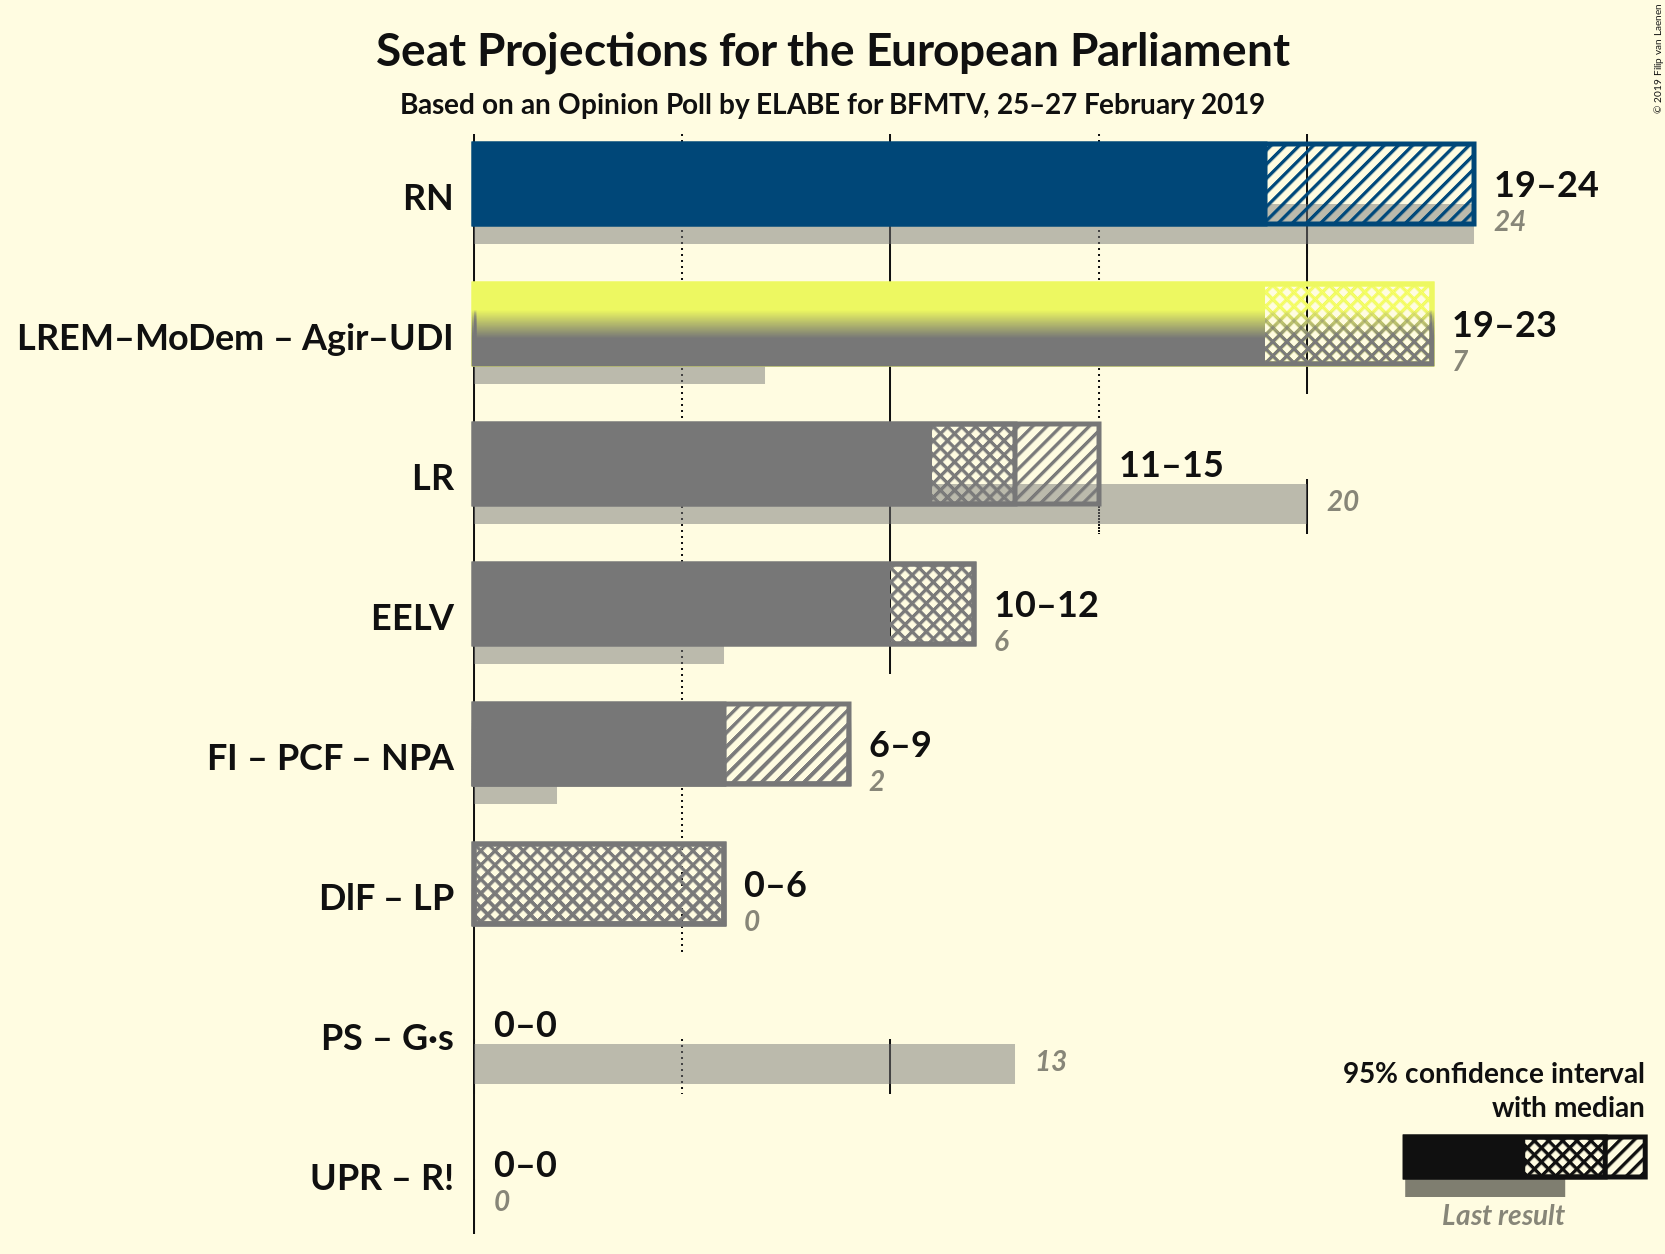 Seat Projections for the European Parliament
Based on an Opinion Poll by ELABE for BFMTV, 25–27 February 2019
© 2019 Filip van Laenen
RN
19–24
24
LREM–MoDem – Agir–UDI
19–23
7
LR
11–15
20
EELV
10–12
6
FI – PCF – NPA
6–9
2
DlF – LP
0–6
0
PS – G·s
0–0
13
UPR – R!
0–0
0
95% confidence interval
with median
Last result